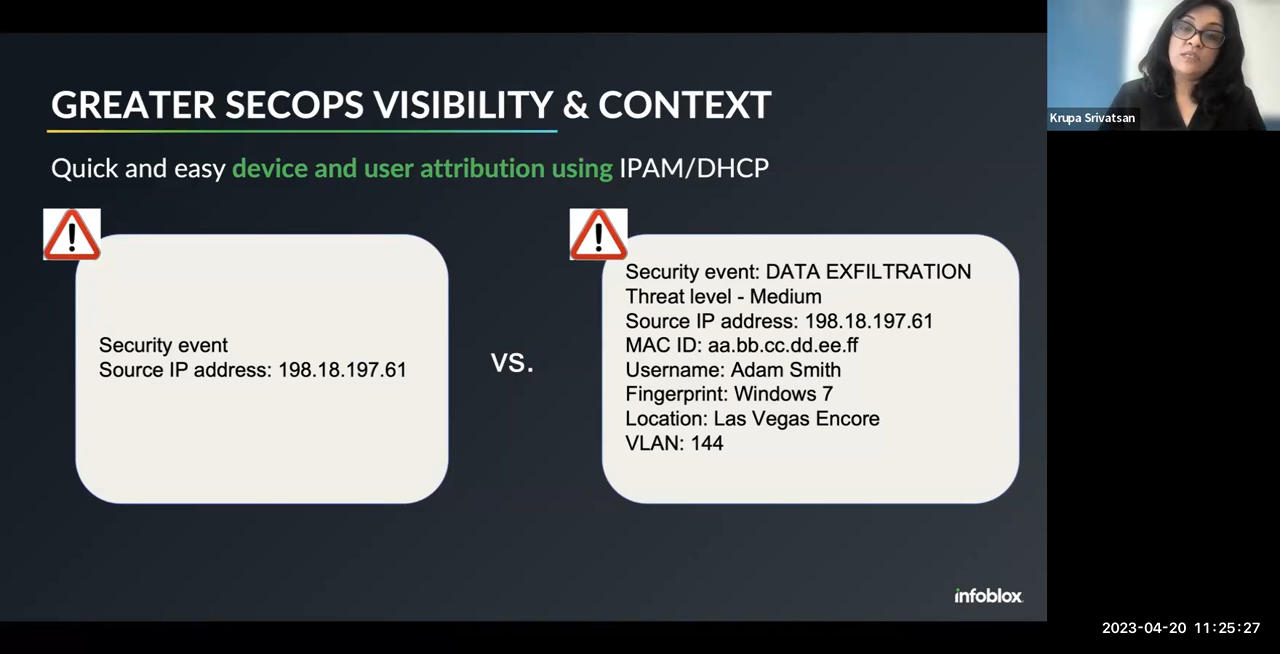 GREATER SECOPS VISIBILITY & CONTEXT
Quick and easy device and user attribution using IPAM/DHCP
Security event
Source IP address: 198.18.197.61
vs.
Security event: DATA EXFILTRATION
Threat level - Medium
Source IP address: 198.18.197.61
MAC ID: aa.bb.cc.dd.ee.ff
Username: Adam Smith
Fingerprint: Windows 7
Location: Las Vegas Encore
VLAN: 144
infoblox
Krupa Srivatsan
2023-04-20 11:25:27